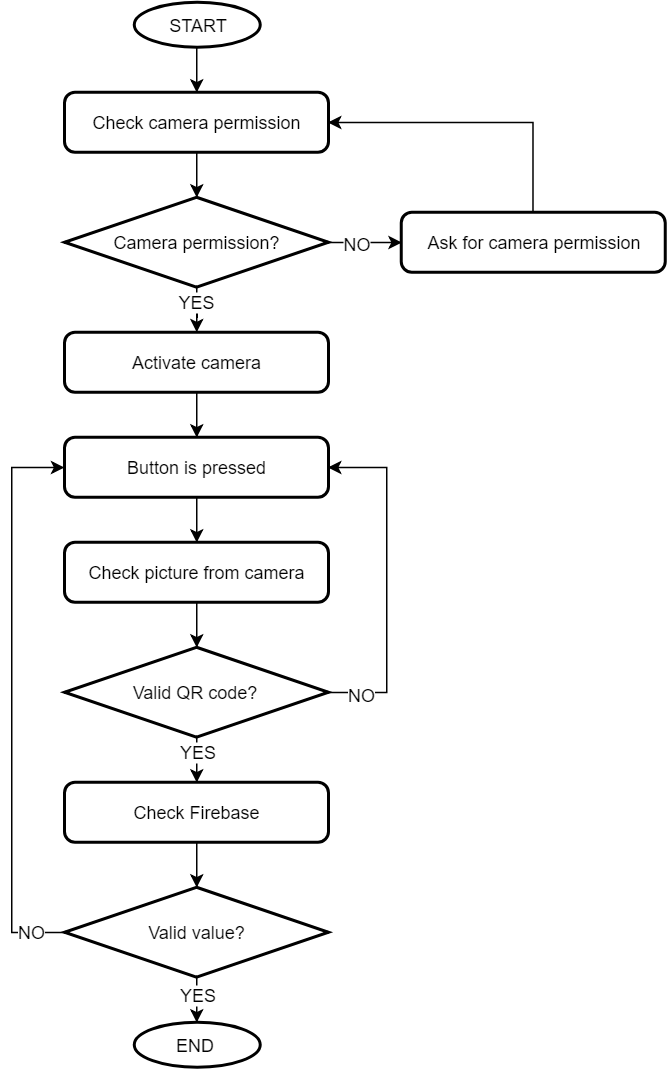 START
Check camera permission
Camera permission?
NO
Ask for camera permission
YES
Activate camera
Button is pressed
Check picture from camera
Valid QR code?
NO
YES
Check Firebase
Valid value?
NO
YES
END